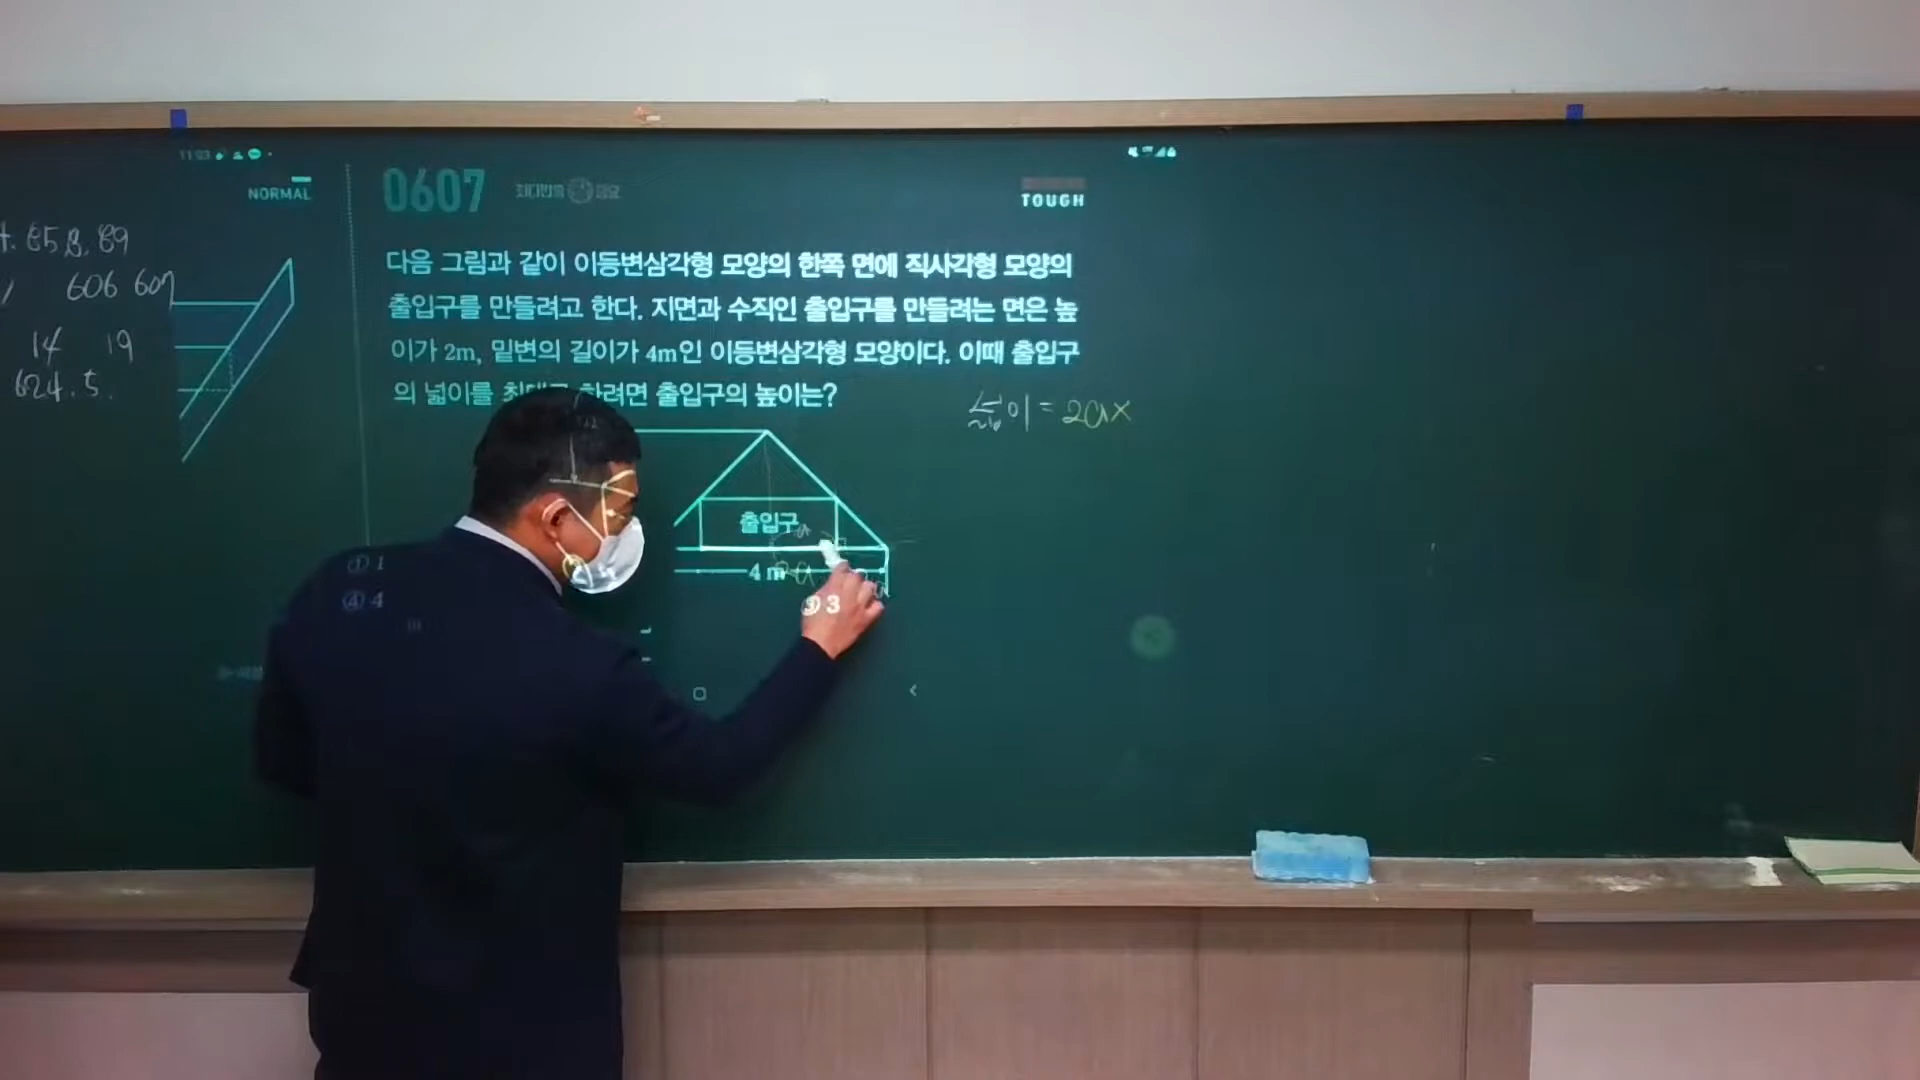 11:03
NORMAL
0607
TOUGH
58. 59
606 607
14 19
624. 5.
다음 그림과 같이 이등변삼각형 모양의 한쪽 면에 직사각형 모양의
출입구를 만들려고 한다. 지면과 수직인 출입구를 만들려는 면은 높
이가 2m, 밑변의 길이가 4m인 이등변삼각형 모양이다. 이때 출입구
의 넓이를 하려면 출입구의 높이는?
넓이 = 2ax
출입구
a
4 m
2-a
① 1
④ 4
③ 3